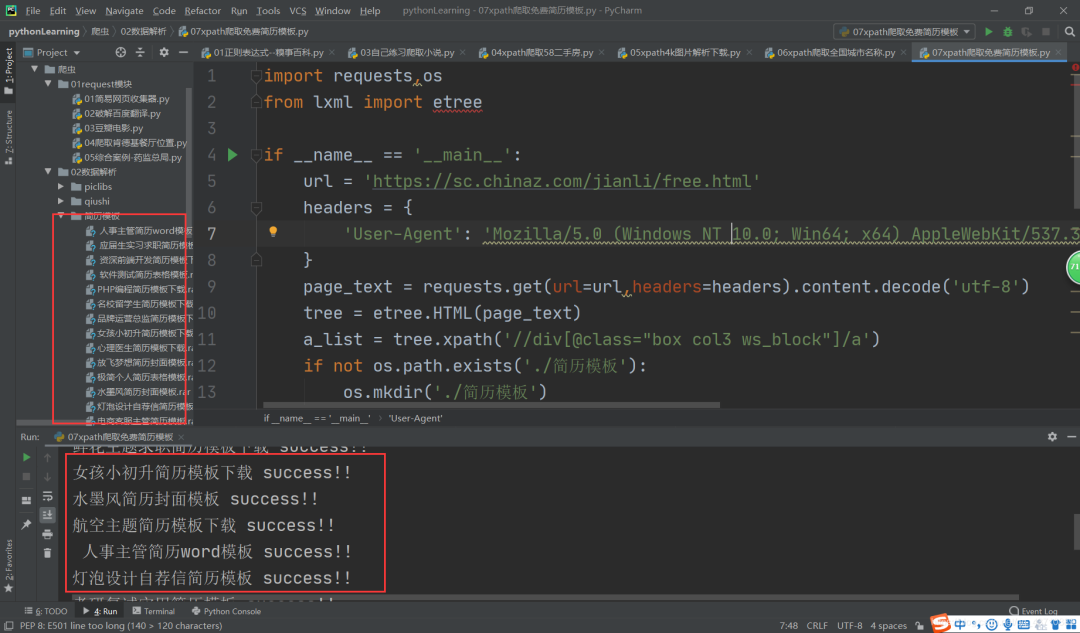 File Edit View Navigate Code Refactor Run Tools VCS Window Help pythonLearning - 07xpath爬取免费简历模板.py - PyCharm
pythonLearning 爬虫 02数据解析 07xpath爬取免费简历模板.py
07xpath爬取免费简历模板
Project
01正则表达式--糗事百科.py 03自己练习爬取小说.py 04xpath爬取58二手房.py 05xpath4k图片解析下载.py 06xpath爬取全国城市名称.py 07xpath爬取免费简历模板.py
1: Project
Z: Structure
2: Favorites
爬虫
01request模块
01简易网页收集器.py
02破解百度翻译.py
03豆瓣电影.py
04爬取肯德基餐厅位置.py
05综合案例-药监总局.py
02数据解析
piclibs
qiushi
简历模板
人事主管简历word模板
应届生实习求职简历模板
资深前端开发简历模板下
软件测试简历表格模板.r
PHP编程简历模板下载.r
名校留学生简历模板下载
品牌运营总监简历模板下
女孩小初升简历模板下载
心理医生简历模板下载.r
放飞梦想简历封面模板.r
极简个人简历表格模板.r
水墨风简历封面模板.rar
灯泡设计自荐信简历模板
电商客服主管简历模板.r
1 import requests,os
2 from lxml import etree
3
4 if __name__ == '__main__':
5 url = 'https://sc.chinaz.com/jianli/free.html'
6 headers = {
7 'User-Agent': 'Mozilla/5.0 (Windows NT 10.0; Win64; x64) AppleWebKit/537.3
8 }
9 page_text = requests.get(url=url,headers=headers).content.decode('utf-8')
10 tree = etree.HTML(page_text)
11 a_list = tree.xpath('//div[@class="box col3 ws_block"]/a')
12 if not os.path.exists('./简历模板'):
13 os.mkdir('./简历模板')
71
if __name__ == '__main__' 'User-Agent'
Run: 07xpath爬取免费简历模板
鲜花主题求职简历模板下载 success!!
女孩小初升简历模板下载 success!!
水墨风简历封面模板 success!!
航空主题简历模板下载 success!!
人事主管简历word模板 success!!
灯泡设计自荐信简历模板 success!!
6: TODO 4: Run Terminal Python Console Event Log
PEP 8: E501 line too long (140 > 120 characters) 7:48 CRLF UTF-8 4 spaces
中